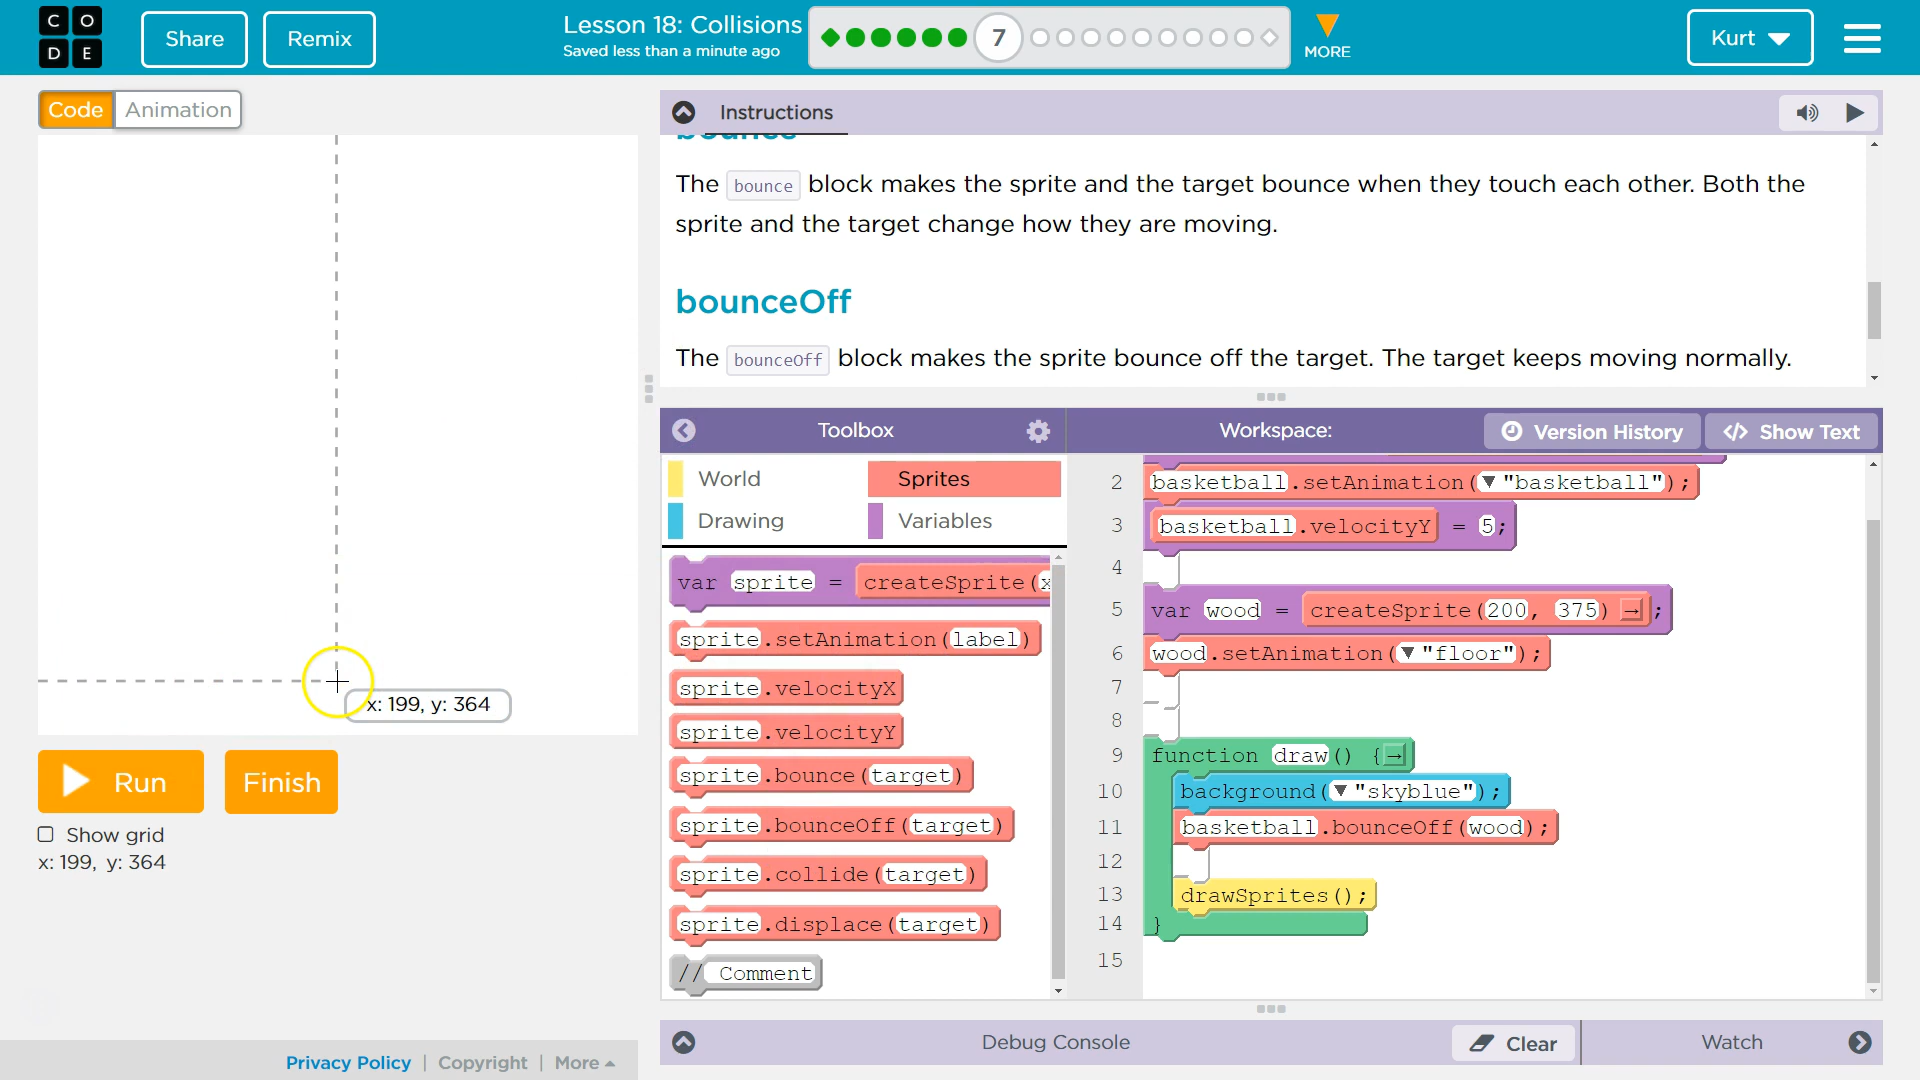 C O
D E
Share
Remix
Lesson 18: Collisions
Saved less than a minute ago
7
MORE
Kurt
Code
Animation
Instructions
bounce
The bounce block makes the sprite and the target bounce when they touch each other. Both the
sprite and the target change how they are moving.
bounceOff
The bounceOff block makes the sprite bounce off the target. The target keeps moving normally.
x: 199, y: 364
Run
Finish
Show grid
x: 199, y: 364
Toolbox
Workspace:
Version History
</> Show Text
World
Sprites
Drawing
Variables
var sprite = createSprite(x
sprite.setAnimation(label)
sprite.velocityX
sprite.velocityY
sprite.bounce(target)
sprite.bounceOff(target)
sprite.collide(target)
sprite.displace(target)
// Comment
2 basketball.setAnimation(▼"basketball");
3 basketball.velocityY = 5;
4
5 var wood = createSprite(200, 375) → ;
6 wood.setAnimation(▼"floor");
7
8
9 function draw() { →
10 background(▼"skyblue");
11 basketball.bounceOff(wood);
12
13 drawSprites();
14 }
15
Debug Console
Clear
Watch
Privacy Policy | Copyright | More